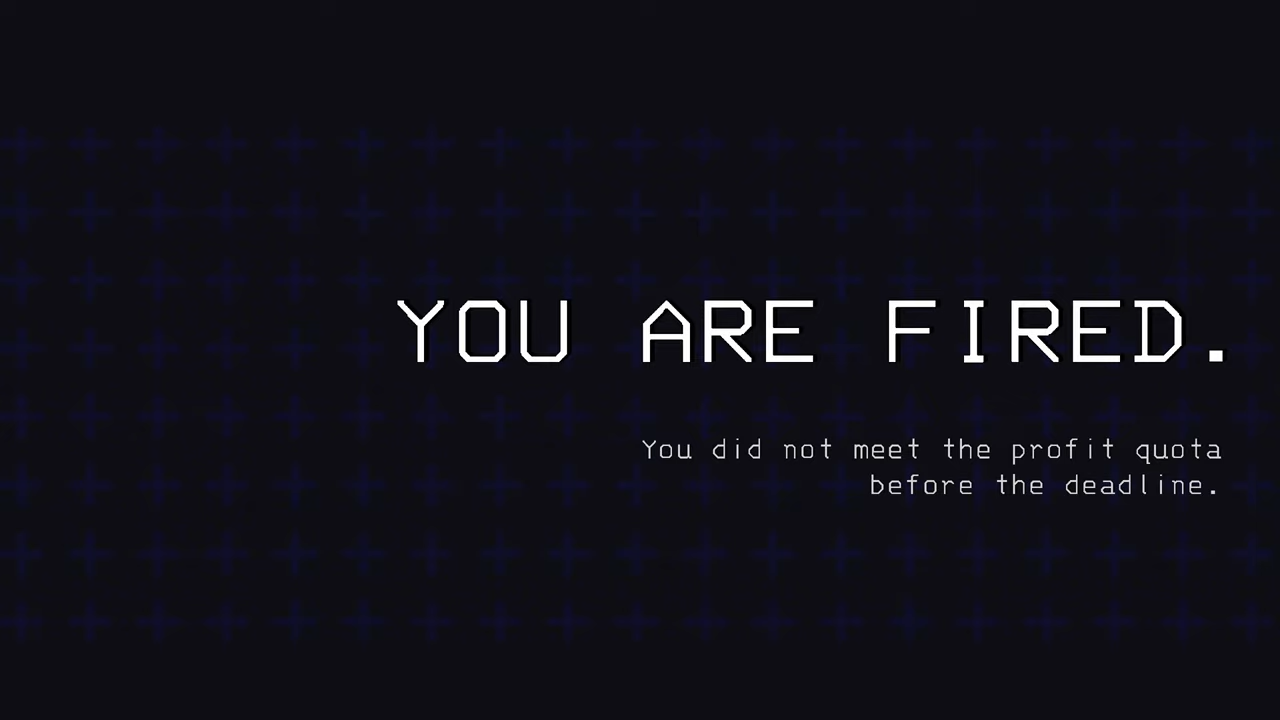 YOU ARE FIRED.
You did not meet the profit quota
before the deadline.